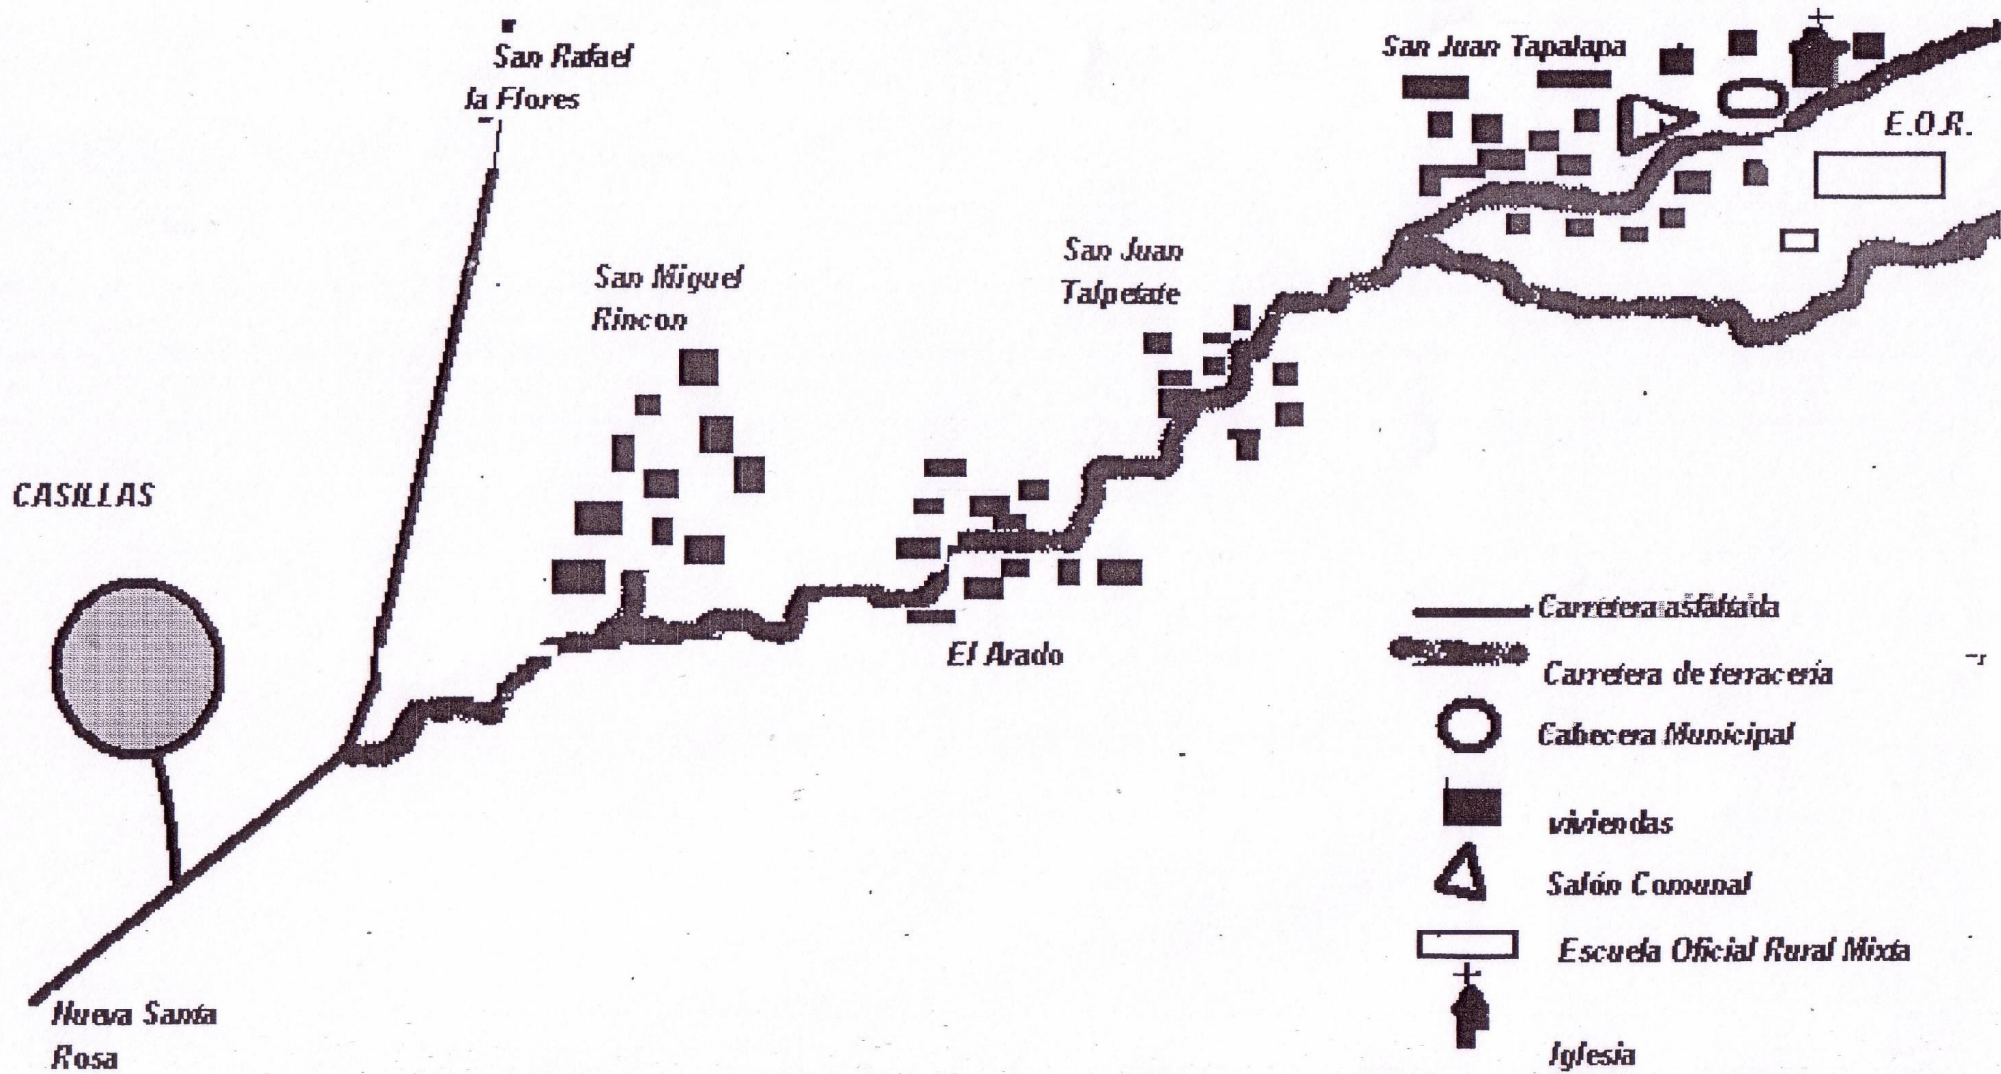 San Rafael
la Flores
San Juan Tapalapa
E.O.R.
San Miguel
Rincon
San Juan
Talpetate
CASILLAS
El Arado
Nueva Santa
Rosa
Carretera asfaltada
Carretera de terracería
Cabecera Municipal
viviendas
Salón Comunal
Escuela Oficial Rural Mixta
Iglesia